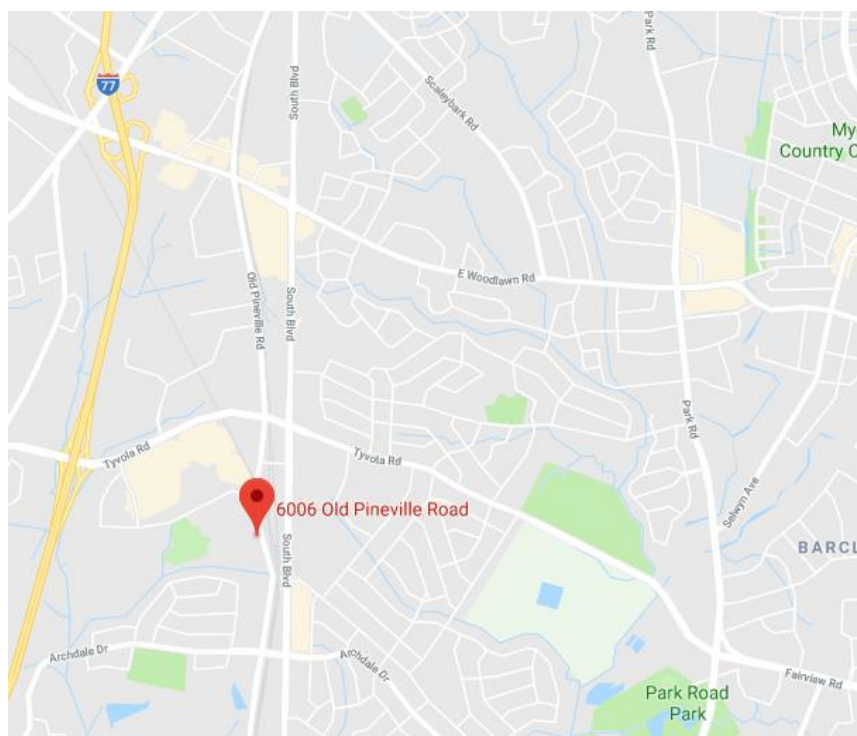 77
South Blvd
Scaleybark Rd
Park Rd
My
Country C
E Woodlawn Rd
Old Pineville Rd
South Blvd
Tyvola Rd
Tyvola Rd
Park Rd
Selwyn Ave
6006 Old Pineville Road
South Blvd
BARCL
Archdale Dr
Archdale Dr
Fairview Rd
Park Road
Park